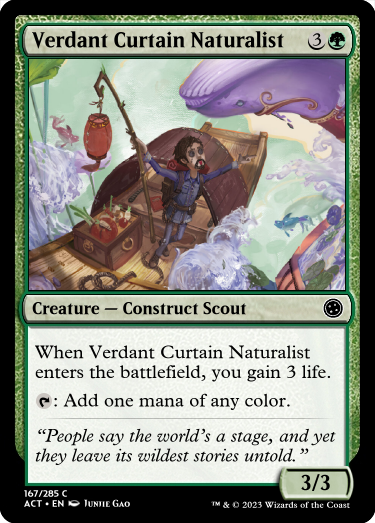 Verdant Curtain Naturalist 3
Creature — Construct Scout
When Verdant Curtain Naturalist
enters the battlefield, you gain 3 life.
: Add one mana of any color.
“People say the world’s a stage, and yet
they leave its wildest stories untold.”
3/3
167/285 C
ACT • EN Junjie Gao
™ & © 2023 Wizards of the Coast